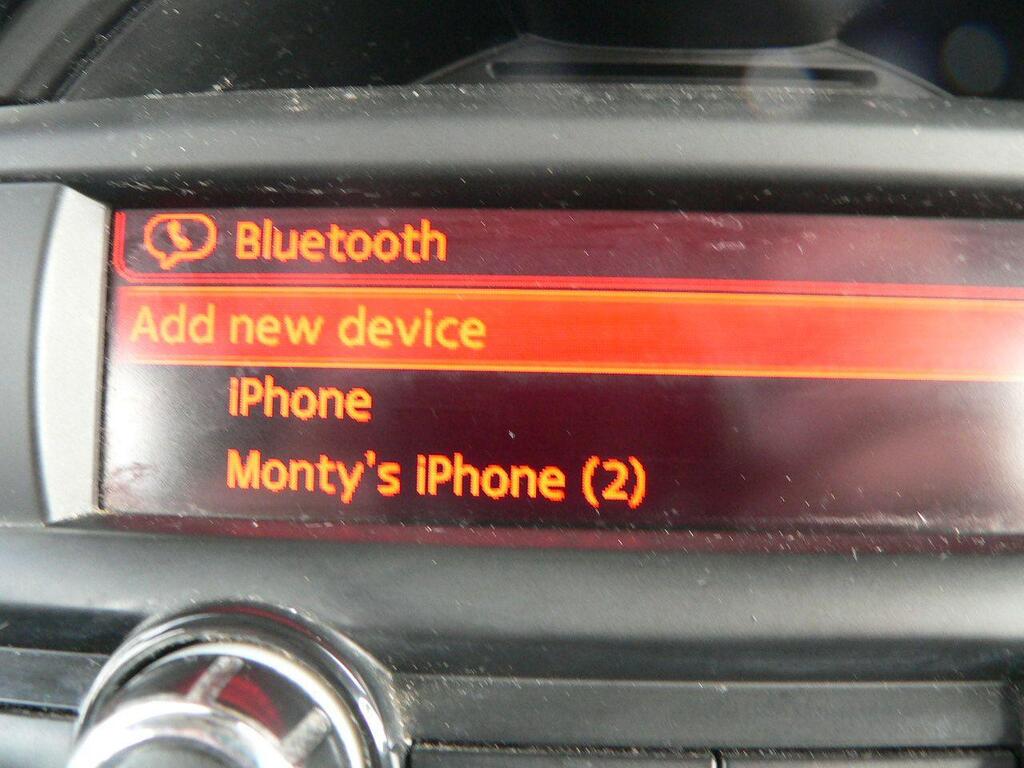 Bluetooth
Add new device
iPhone
Monty's iPhone (2)